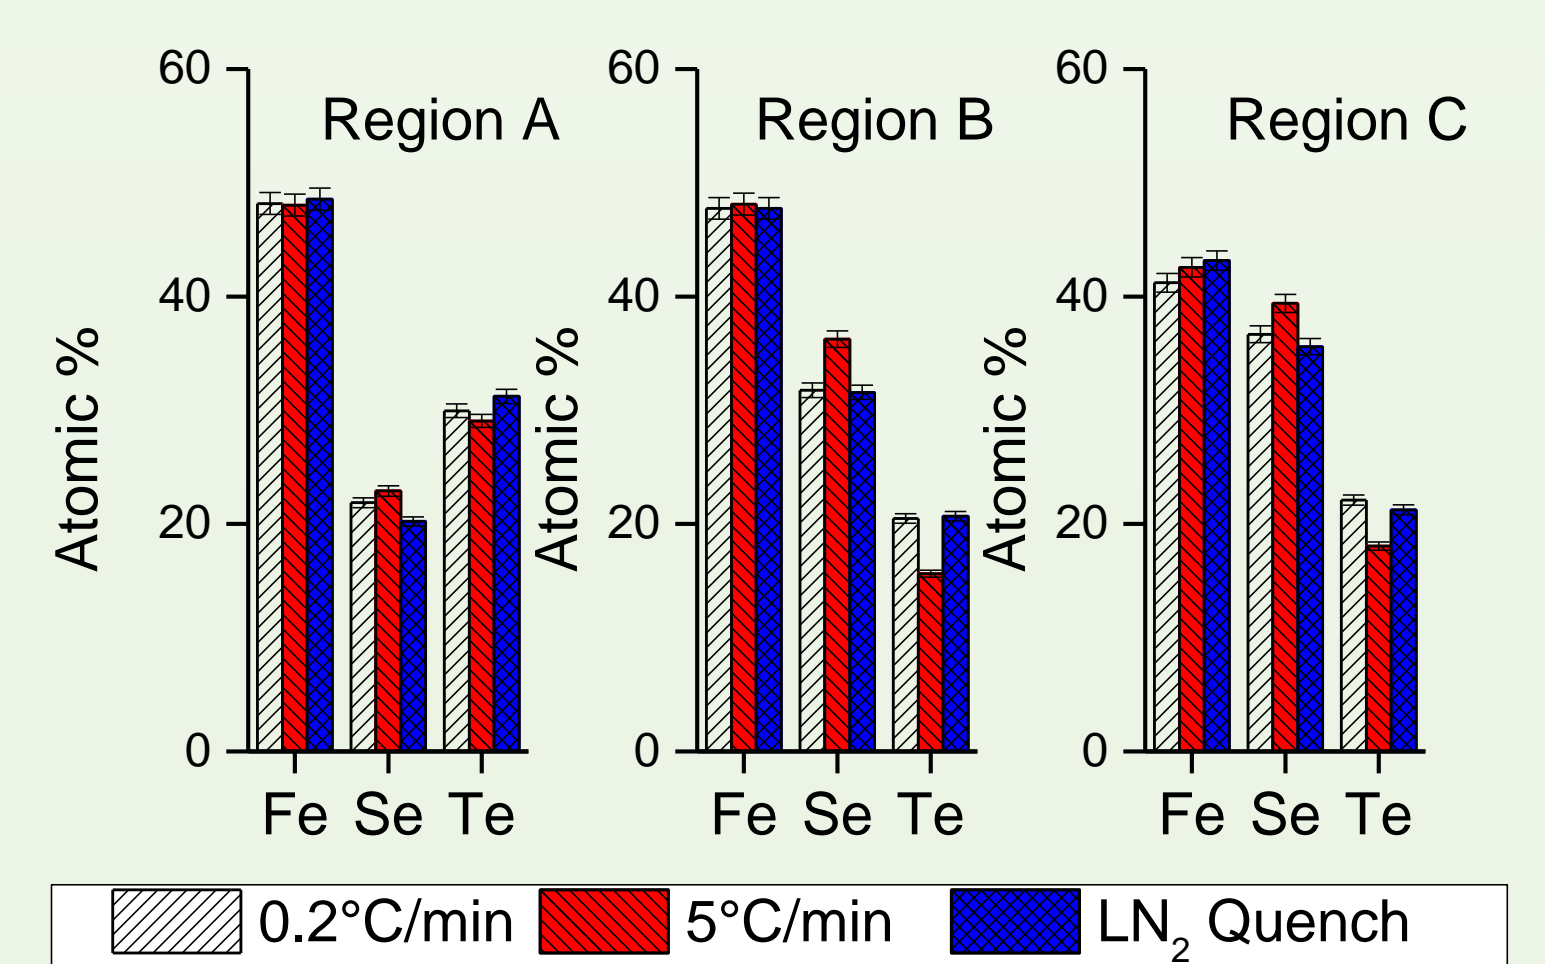 Region A
60
40
20
0
Atomic %
Fe Se Te
Region B
60
40
20
0
Atomic %
Fe Se Te
Region C
60
40
20
0
Atomic %
Fe Se Te
0.2°C/min 5°C/min LN₂ Quench